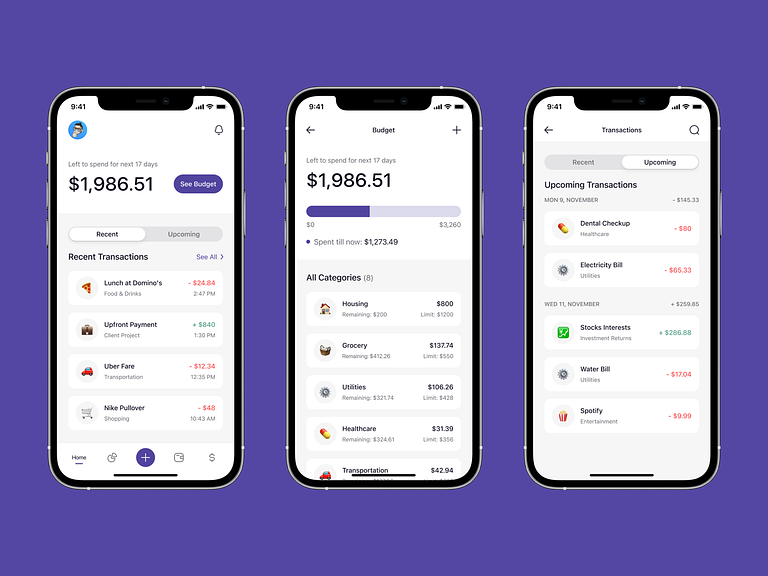 9:41
Left to spend for next 17 days
$1,986.51
See Budget
Recent
Upcoming
Recent Transactions
See All
Lunch at Domino's
- $24.84
Food & Drinks
2:47 PM
Upfront Payment
+ $840
Client Project
1:30 PM
Uber Fare
- $12.34
Transportation
12:35 PM
Nike Pullover
- $48
Shopping
10:43 AM
Home
$
9:41
Budget
Left to spend for next 17 days
$1,986.51
$0
$3,260
Spent till now: $1,273.49
All Categories (8)
Housing
$800
Remaining: $200
Limit: $1200
Grocery
$137.74
Remaining: $412.26
Limit: $550
Utilities
$106.26
Remaining: $321.74
Limit: $428
Healthcare
$31.39
Remaining: $324.61
Limit: $356
Transportation
$42.94
9:41
Transactions
Recent
Upcoming
Upcoming Transactions
MON 9, NOVEMBER
- $145.33
Dental Checkup
- $80
Healthcare
Electricity Bill
- $65.33
Utilities
WED 11, NOVEMBER
+ $259.85
Stocks Interests
+ $286.88
Investment Returns
Water Bill
- $17.04
Utilities
Spotify
- $9.99
Entertainment